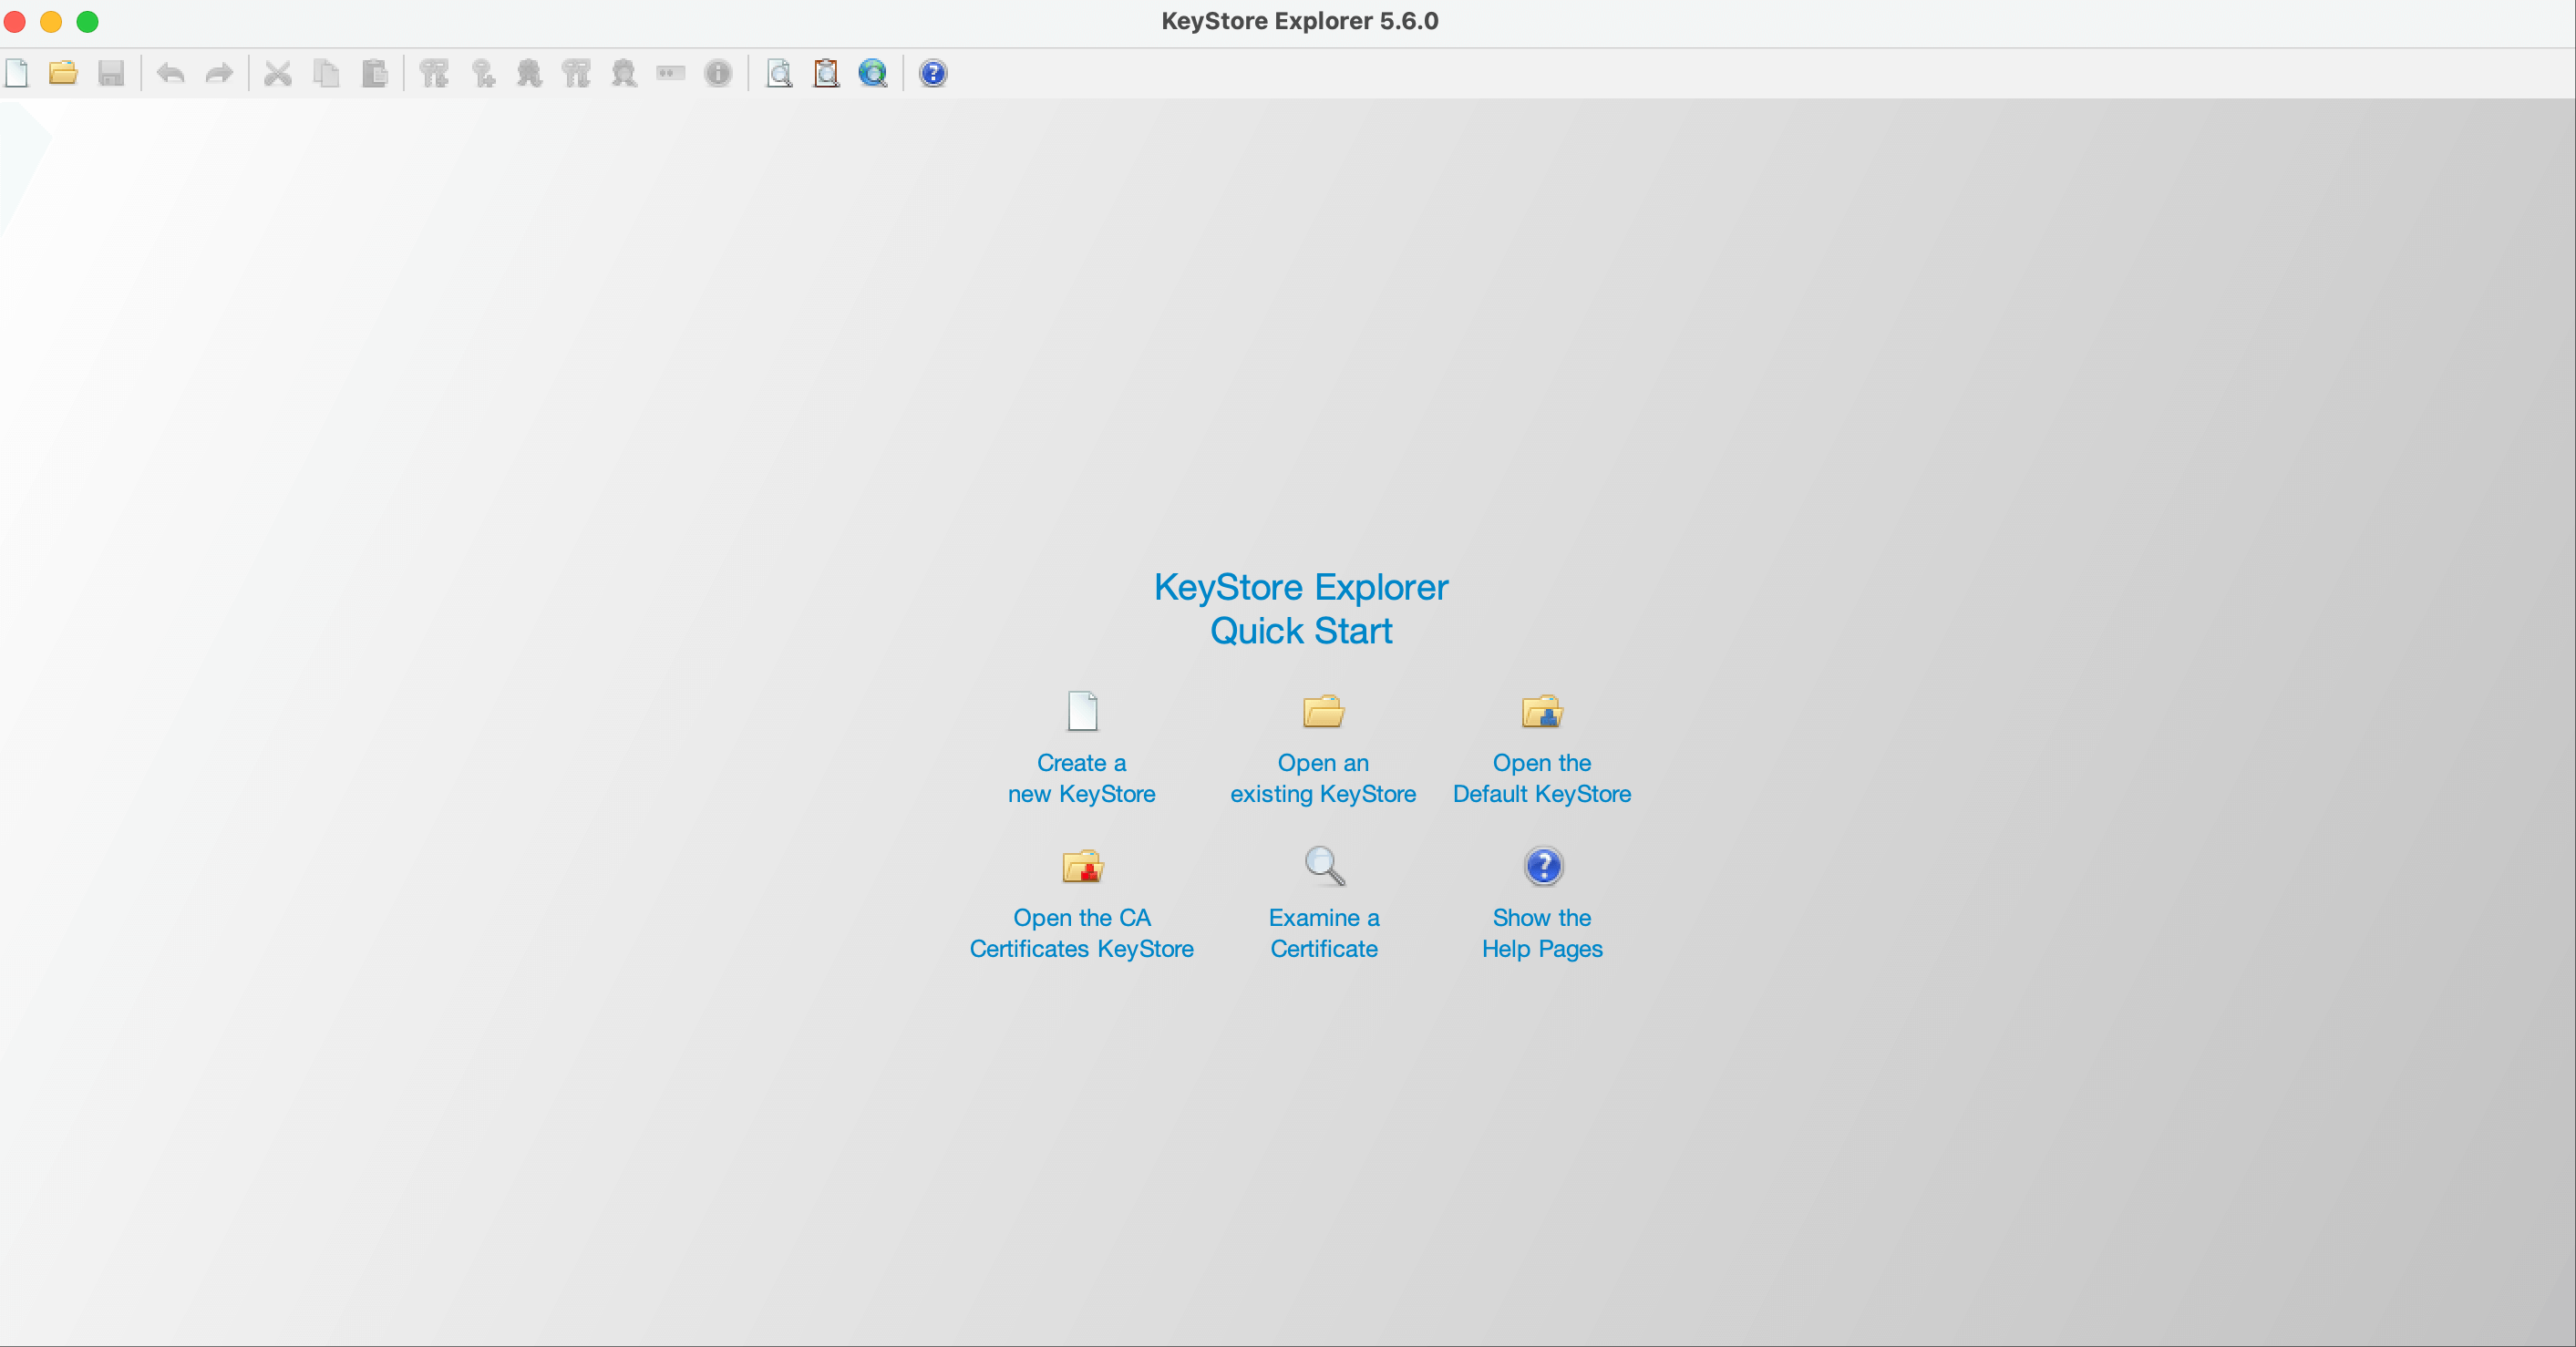 KeyStore Explorer 5.6.0
KeyStore Explorer
Quick Start
Create a
new KeyStore
Open an
existing KeyStore
Open the
Default KeyStore
Open the CA
Certificates KeyStore
Examine a
Certificate
Show the
Help Pages